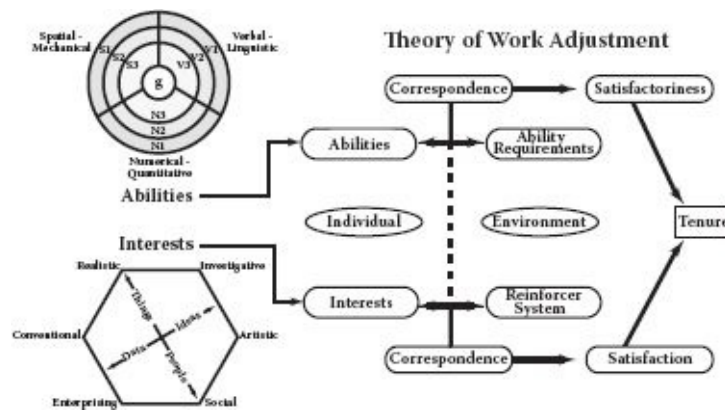 Spatial -
Mechanical
Verbal -
Linguistic
S1
S2
S3
V1
V2
V3
g
N3
N2
N1
Numerical -
Quantitative
Abilities
Interests
Realistic
Investigative
Conventional
Artistic
Enterprising
Social
Things
Ideas
Data
People
Theory of Work Adjustment
Correspondence
Satisfactoriness
Abilities
Ability
Requirements
Individual
Environment
Tenure
Interests
Reinforcer
System
Correspondence
Satisfaction